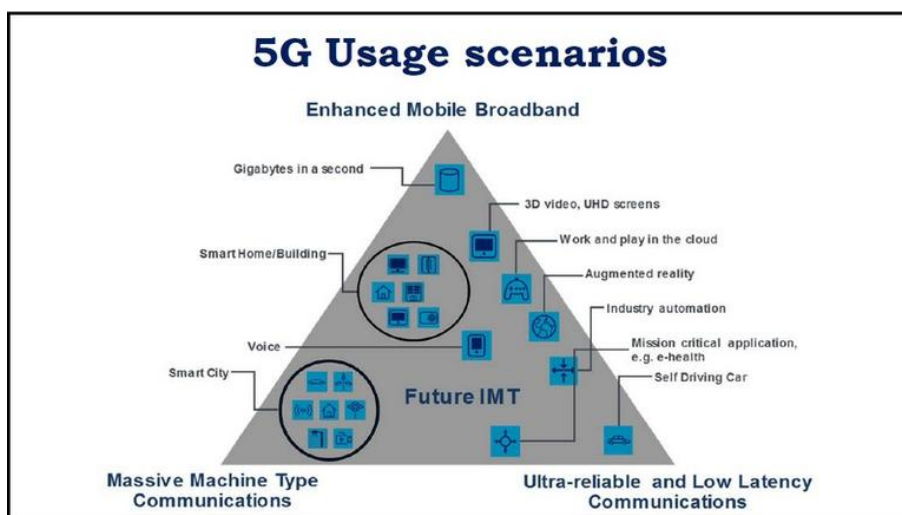 5G Usage scenarios
Enhanced Mobile Broadband
Gigabytes in a second
3D video, UHD screens
Work and play in the cloud
Smart Home/Building
Augmented reality
Industry automation
Voice
Mission critical application,
e.g. e-health
Smart City
Self Driving Car
Future IMT
Massive Machine Type
Communications
Ultra-reliable and Low Latency
Communications